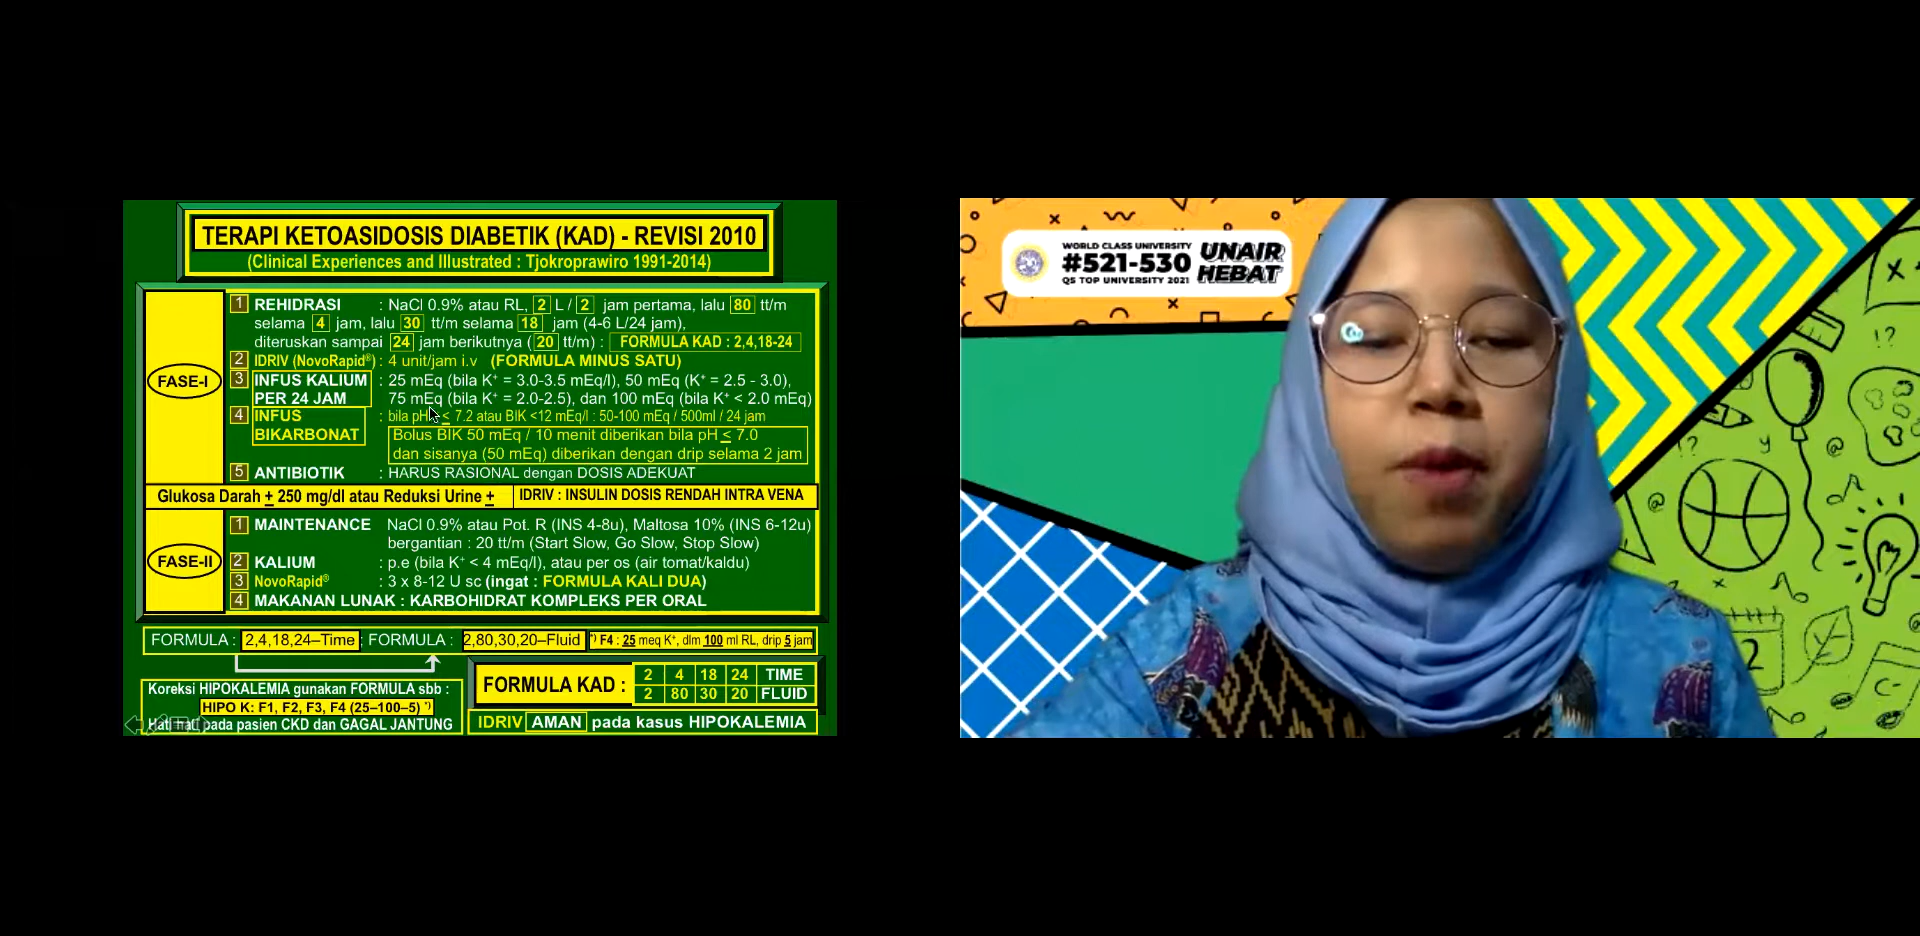 TERAPI KETOASIDOSIS DIABETIK (KAD) - REVISI 2010
(Clinical Experiences and Illustrated : Tjokroprawiro 1991-2014)
FASE-I
1 REHIDRASI : NaCl 0.9% atau RL, 2 L / 2 jam pertama, lalu 80 tt/m
selama 4 jam, lalu 30 tt/m selama 18 jam (4-6 L/24 jam),
diteruskan sampai 24 jam berikutnya (20 tt/m) : FORMULA KAD : 2,4,18-24
2 IDRIV (NovoRapid®) : 4 unit/jam i.v (FORMULA MINUS SATU)
3 INFUS KALIUM : 25 mEq (bila K⁺ = 3.0-3.5 mEq/l), 50 mEq (K⁺ = 2.5 - 3.0),
PER 24 JAM 75 mEq (bila K⁺ = 2.0-2.5), dan 100 mEq (bila K⁺ < 2.0 mEq)
4 INFUS : bila pH ≤ 7.2 atau BIK <12 mEq/l : 50-100 mEq / 500ml / 24 jam
BIKARBONAT Bolus BIK 50 mEq / 10 menit diberikan bila pH ≤ 7.0
dan sisanya (50 mEq) diberikan dengan drip selama 2 jam
5 ANTIBIOTIK : HARUS RASIONAL dengan DOSIS ADEKUAT
Glukosa Darah ± 250 mg/dl atau Reduksi Urine ± IDRIV : INSULIN DOSIS RENDAH INTRA VENA
FASE-II
1 MAINTENANCE NaCl 0.9% atau Pot. R (INS 4-8u), Maltosa 10% (INS 6-12u)
bergantian : 20 tt/m (Start Slow, Go Slow, Stop Slow)
2 KALIUM : p.e (bila K⁺ < 4 mEq/l), atau per os (air tomat/kaldu)
3 NovoRapid® : 3 x 8-12 U sc (ingat : FORMULA KALI DUA)
4 MAKANAN LUNAK : KARBOHIDRAT KOMPLEKS PER ORAL
FORMULA : 2,4,18,24–Time ; FORMULA : 2,80,30,20–Fluid *) F4 : 25 meq K⁺, dlm 100 ml RL, drip 5 jam
Koreksi HIPOKALEMIA gunakan FORMULA sbb :
HIPO K: F1, F2, F3, F4 (25–100–5) *)
Hati-hati pada pasien CKD dan GAGAL JANTUNG
FORMULA KAD :
2 4 18 24 TIME
2 80 30 20 FLUID
IDRIV AMAN pada kasus HIPOKALEMIA
WORLD CLASS UNIVERSITY
#521-530
QS TOP UNIVERSITY 2021
UNAIR
HEBAT